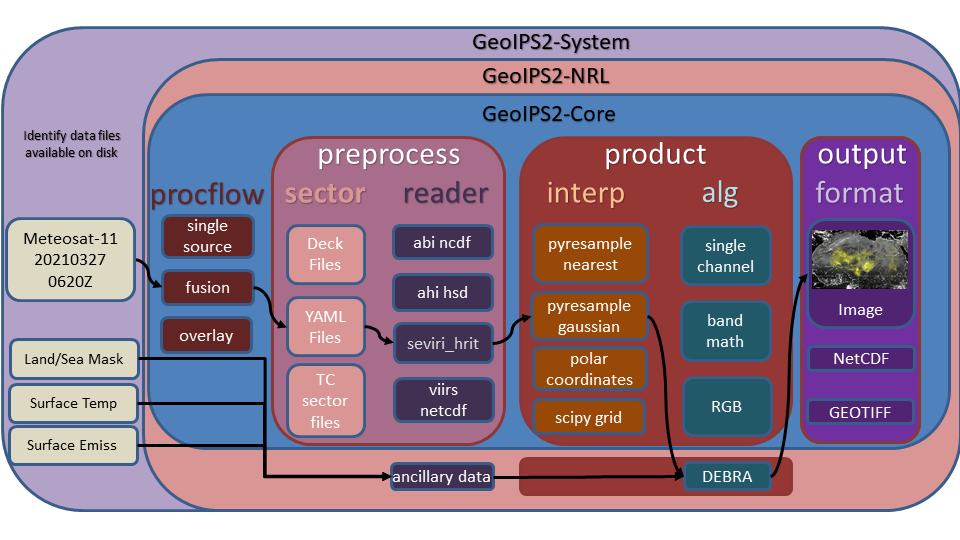 GeoIPS2-System
GeoIPS2-NRL
GeoIPS2-Core
Identify data files
available on disk
Meteosat-11
20210327
0620Z
Land/Sea Mask
Surface Temp
Surface Emiss
procflow
single
source
fusion
overlay
preprocess
sector
Deck
Files
YAML
Files
TC
sector
files
reader
abi ncdf
ahi hsd
seviri_hrit
viirs
netcdf
ancillary data
product
interp
pyresample
nearest
pyresample
gaussian
polar
coordinates
scipy grid
alg
single
channel
band
math
RGB
DEBRA
output
format
Image
NetCDF
GEOTIFF